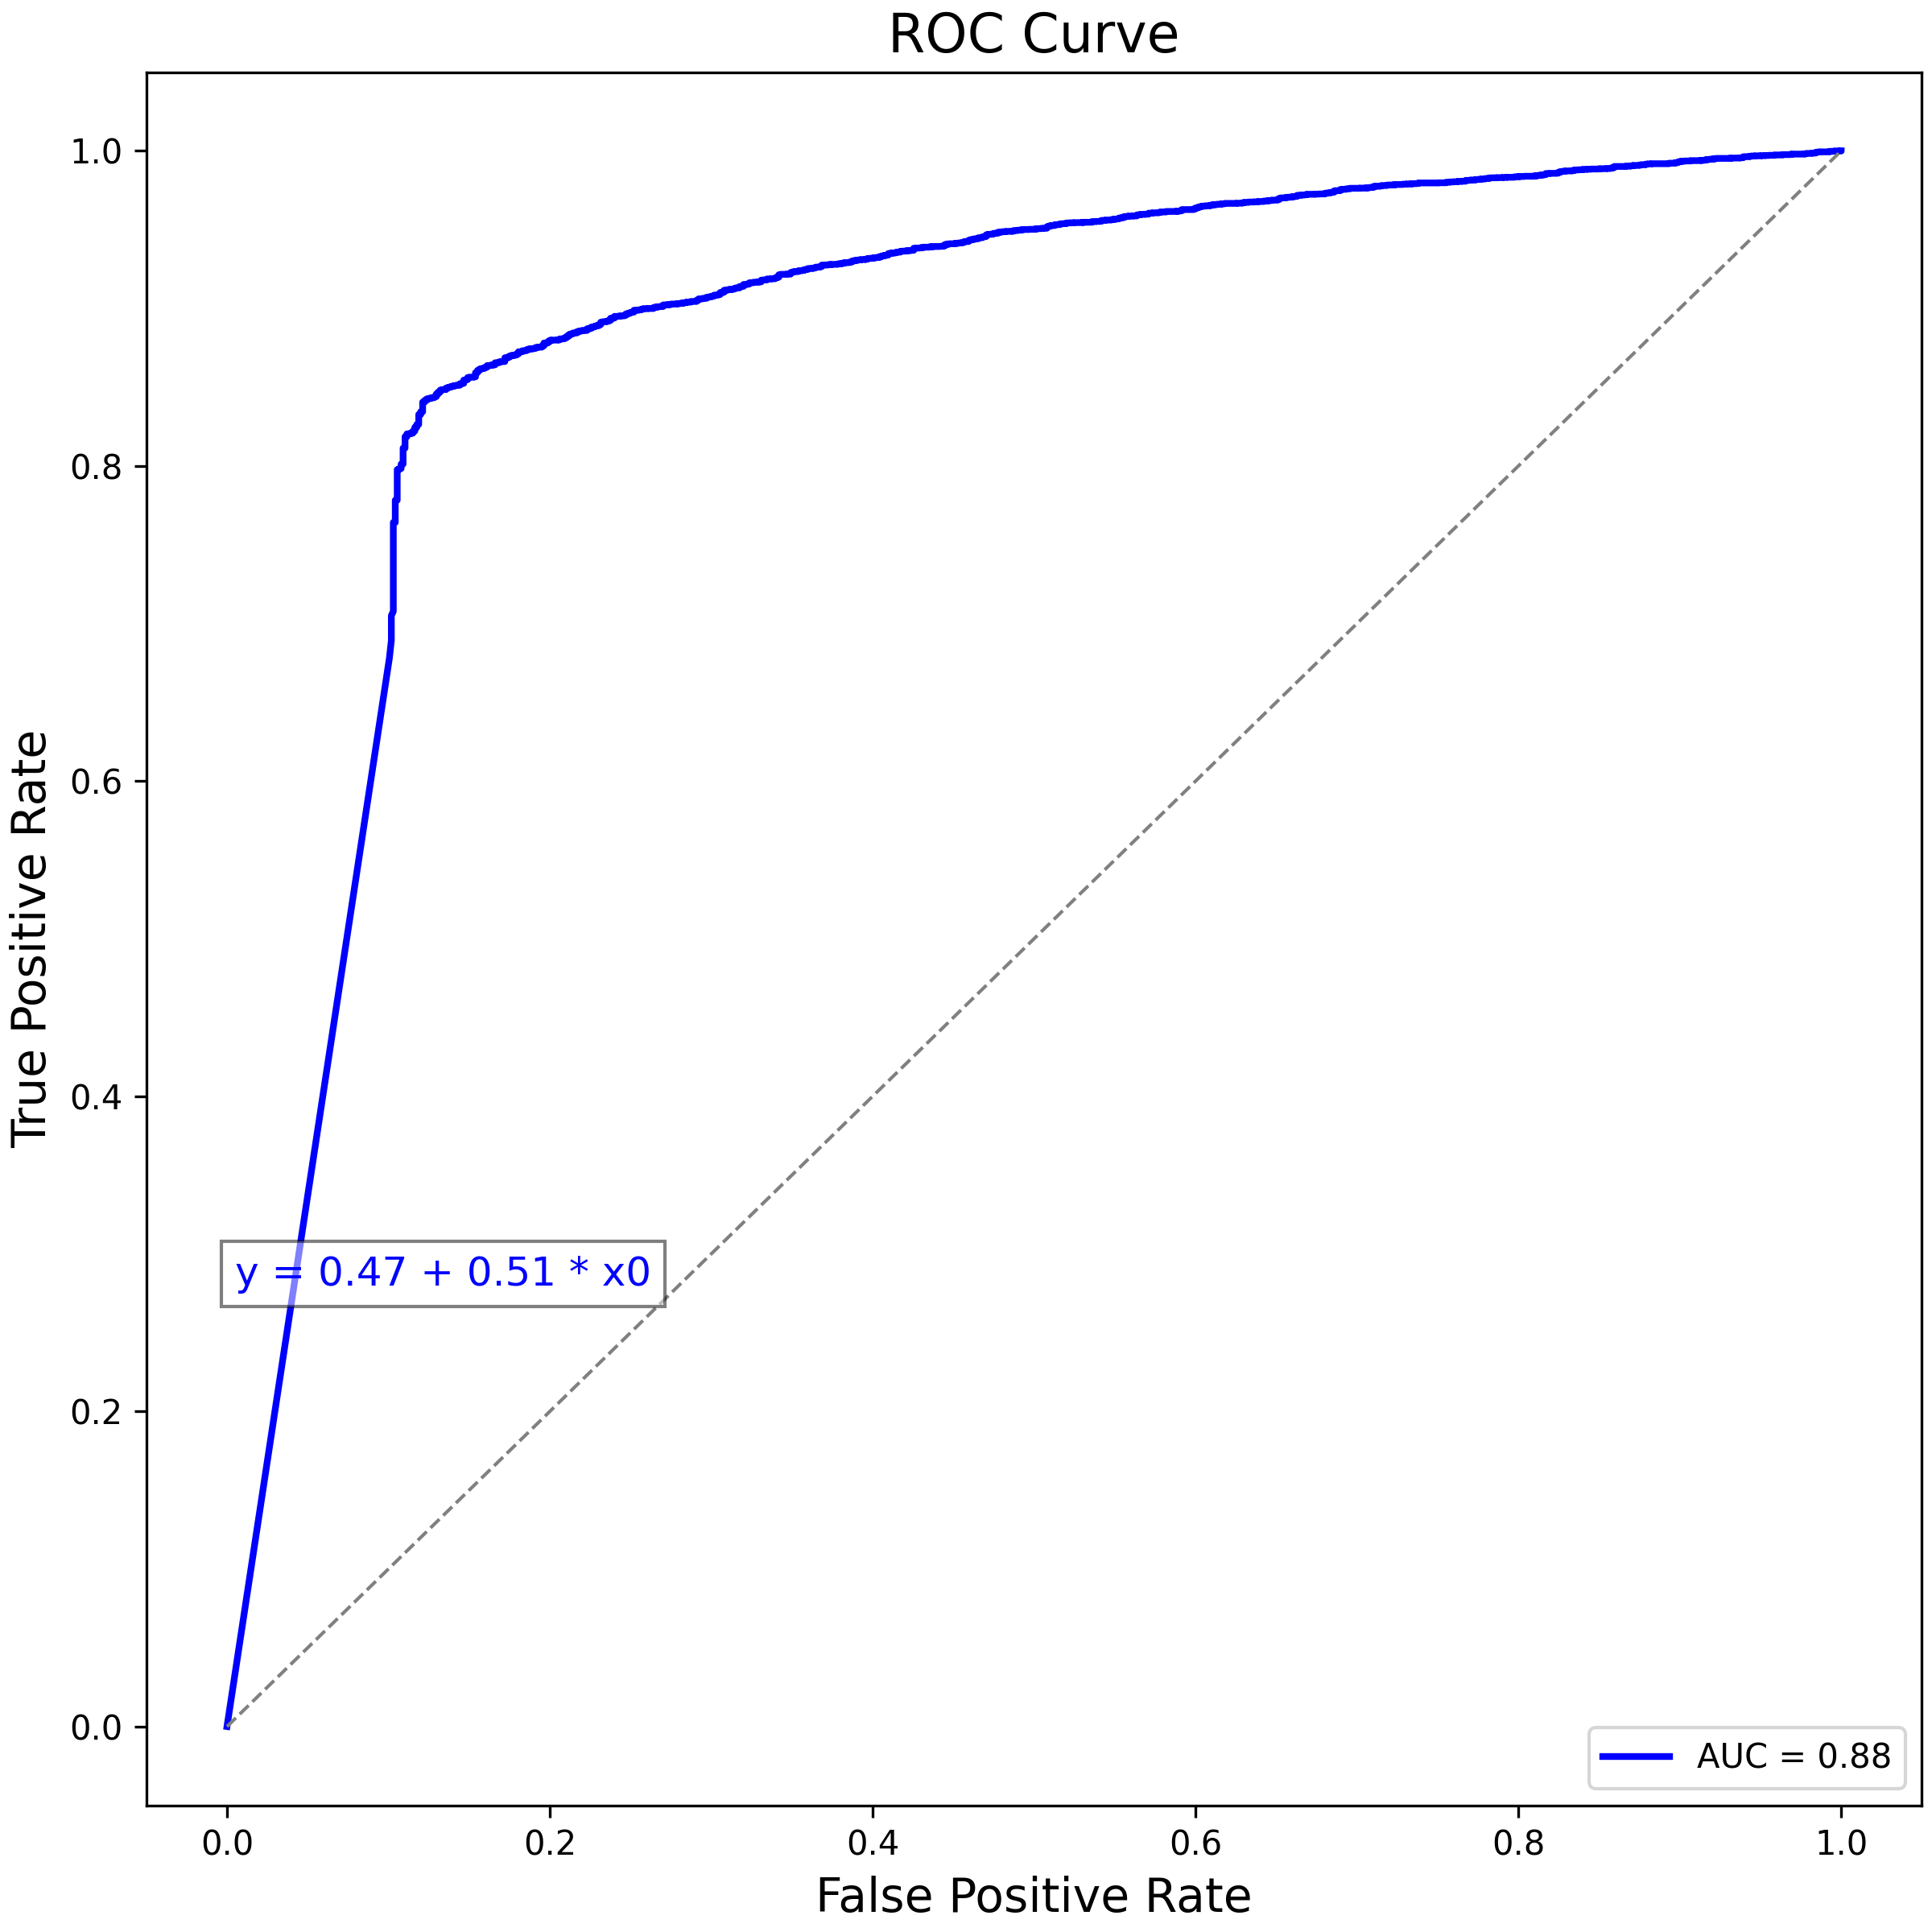 ROC Curve
1.0
0.8
0.6
0.4
0.2
0.0
True Positive Rate
y = 0.47 + 0.51 * x0
AUC = 0.88
0.0 0.2 0.4 0.6 0.8 1.0
False Positive Rate